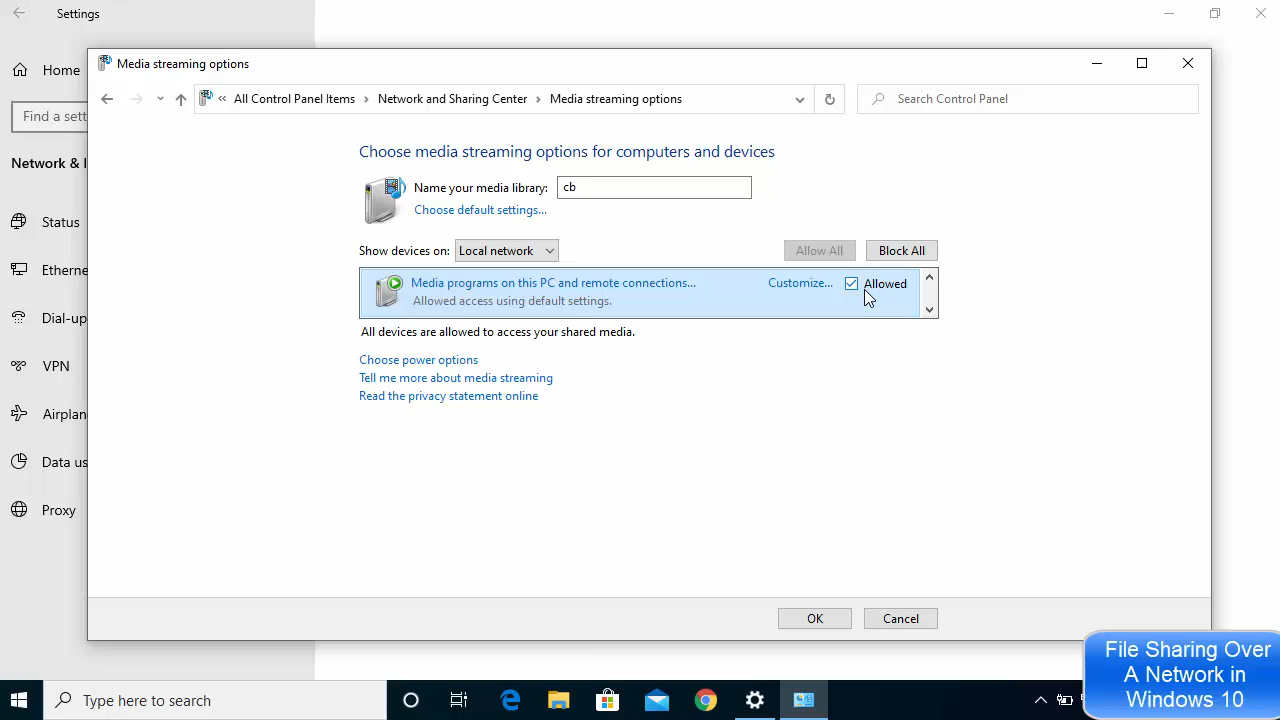 Settings
Media streaming options
Home
All Control Panel Items
Network and Sharing Center
Media streaming options
Search Control Panel
Find a sett
Choose media streaming options for computers and devices
Network & I
Name your media library:
cb
Choose default settings...
Status
Show devices on:
Local network
Allow All
Block All
Etherne
Media programs on this PC and remote connections...
Customize...
Allowed
Allowed access using default settings.
Dial-up
All devices are allowed to access your shared media.
VPN
Choose power options
Tell me more about media streaming
Read the privacy statement online
Airplan
Data us
Proxy
OK
Cancel
File Sharing Over
A Network in
Windows 10
Type here to search